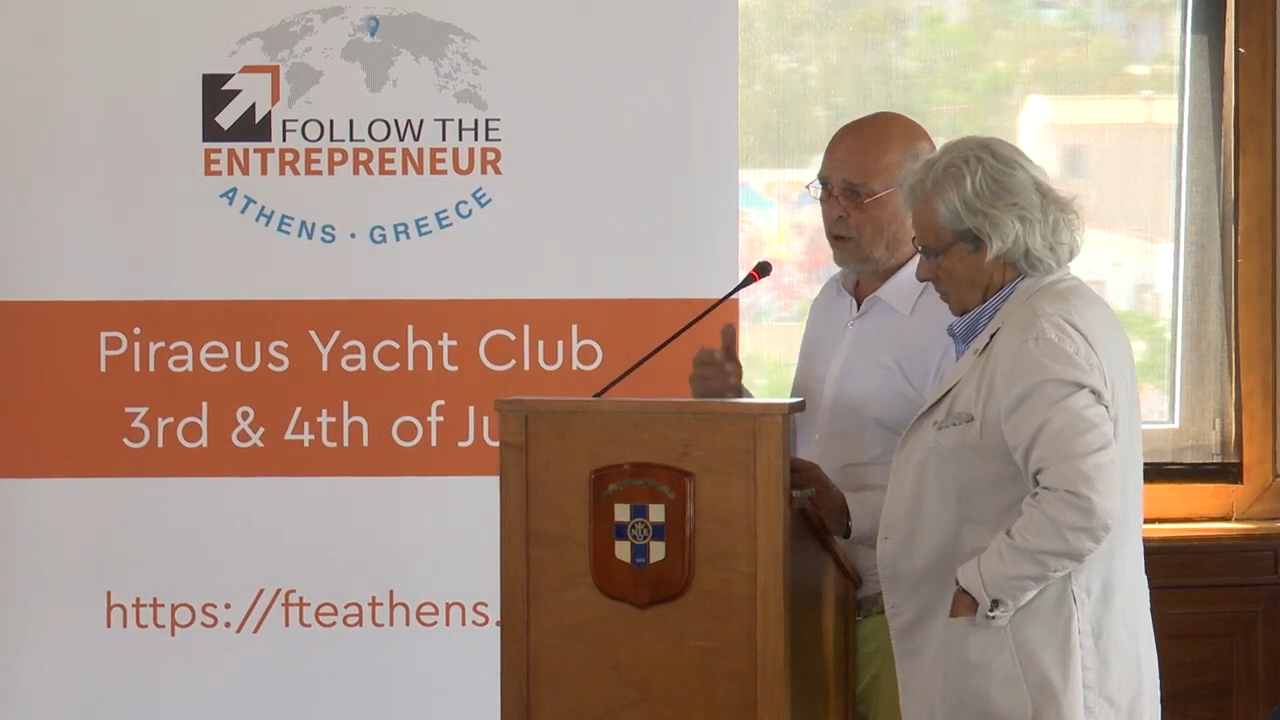 FOLLOW THE
ENTREPRENEUR
ATHENS · GREECE
Piraeus Yacht Club
3rd & 4th of Ju
https://fteathens.